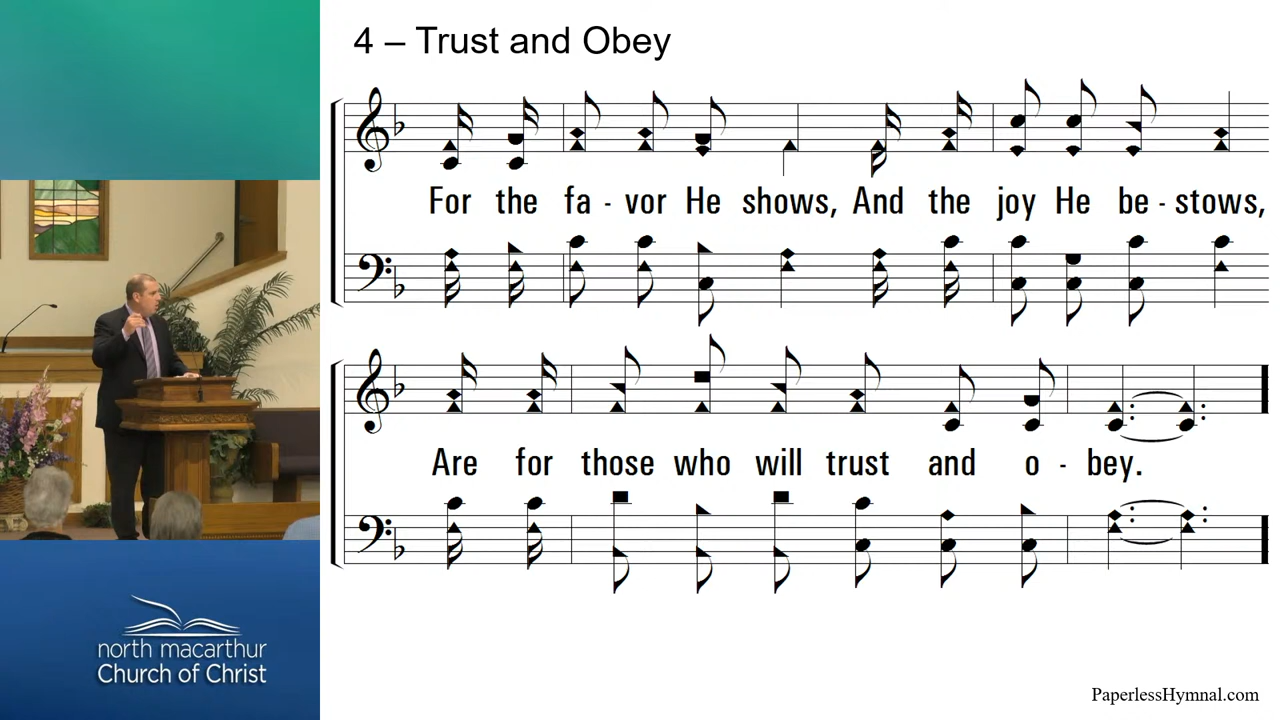 4 – Trust and Obey
For the fa - vor He shows, And the joy He be - stows,
Are for those who will trust and o - bey.
north macarthur
Church of Christ
PaperlessHymnal.com